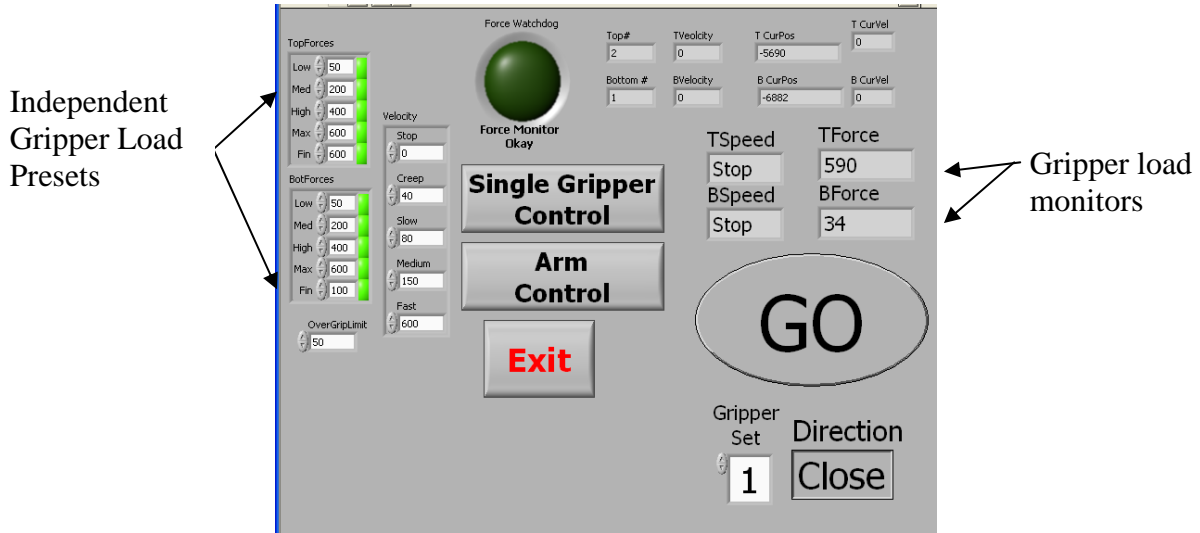 Independent
Gripper Load
Presets
TopForces
Low 50
Med 200
High 400
Max 600
Fin 600
BotForces
Low 50
Med 200
High 400
Max 600
Fin 100
OverGripLimit
50
Velocity
Stop
0
Creep
40
Slow
80
Medium
150
Fast
600
Force Watchdog
Force Monitor
Okay
Single Gripper
Control
Arm
Control
Exit
Top#
2
TVeolcity
0
T CurPos
-5690
T CurVel
0
Bottom #
1
BVelocity
0
B CurPos
-6882
B CurVel
0
TSpeed
Stop
BSpeed
Stop
TForce
590
BForce
34
GO
Gripper
Set
1
Direction
Close
Gripper load
monitors